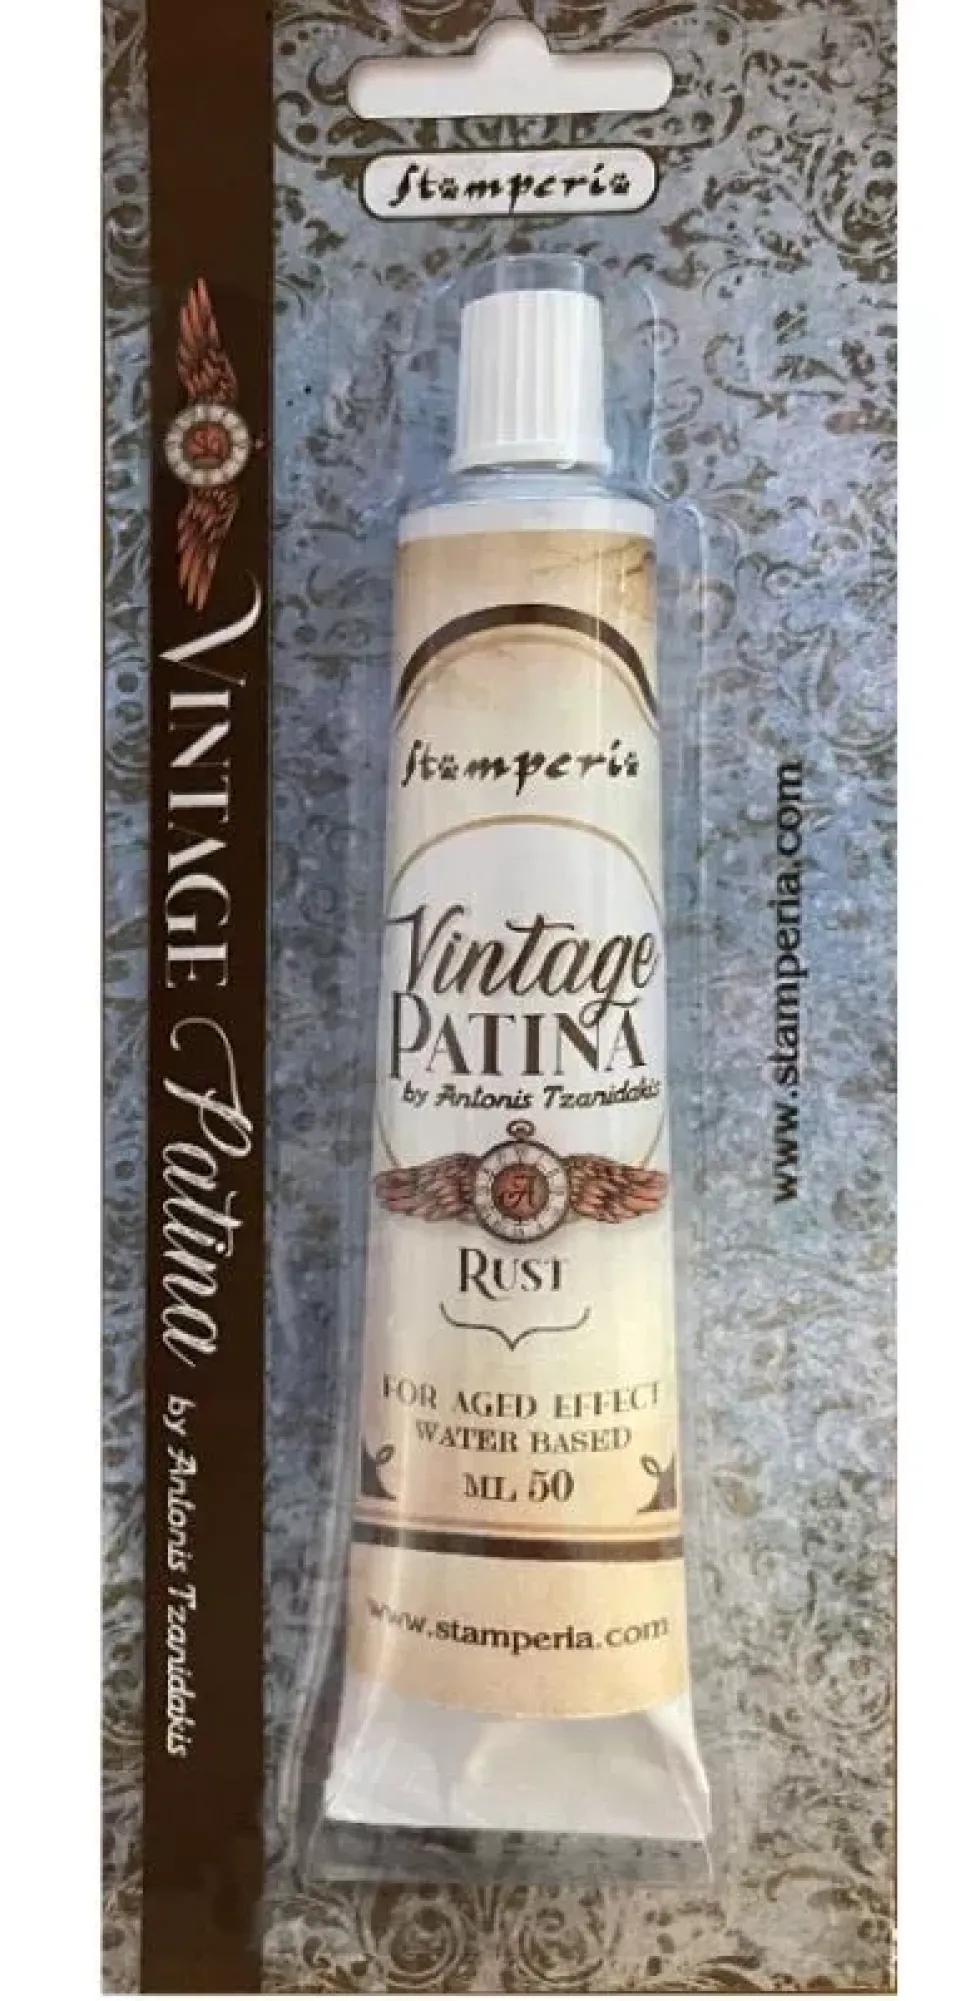 Stamperia
VINTAGE Patina by Antonis Tzanidakis
Stamperia
Vintage
PATINA
by Antonis Tzanidakis
A
RUST
FOR AGED EFFECT
WATER BASED
ML 50
www.stamperia.com
www.stamperia.com